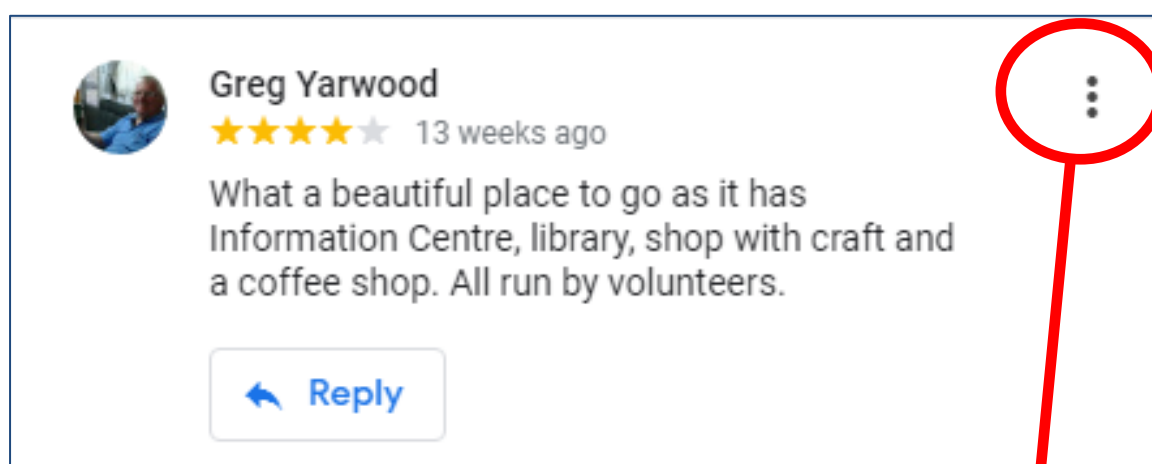 Greg Yarwood
13 weeks ago
What a beautiful place to go as it has
Information Centre, library, shop with craft and
a coffee shop. All run by volunteers.
Reply